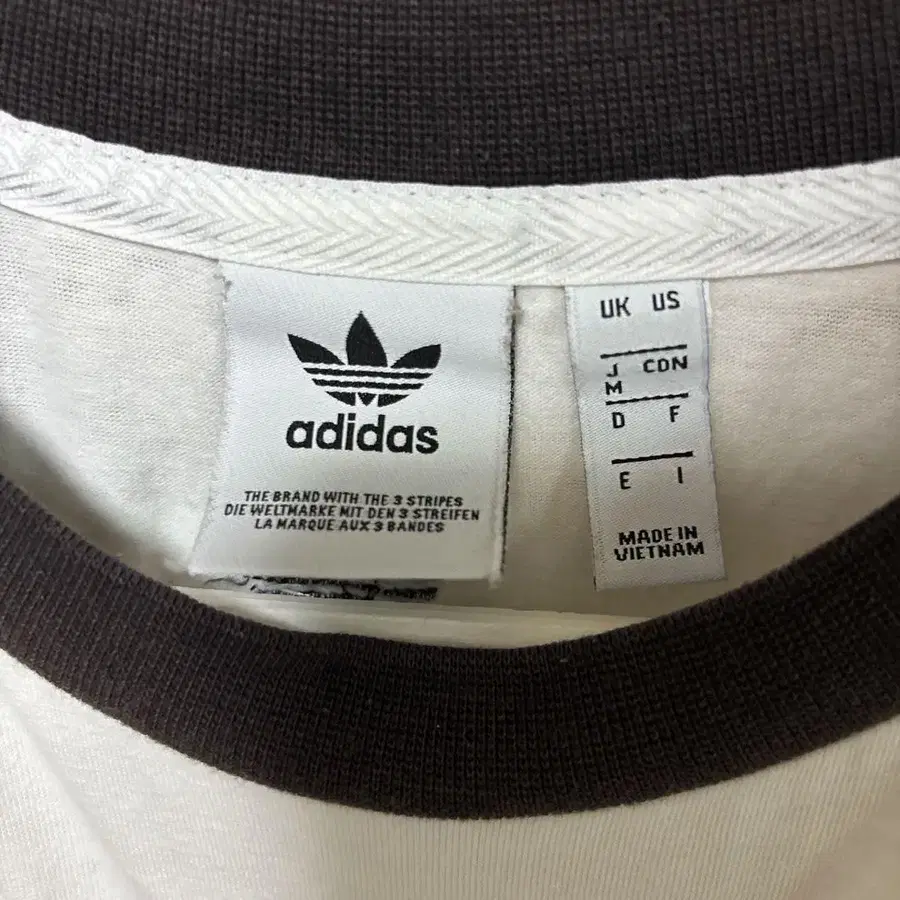 adidas
THE BRAND WITH THE 3 STRIPES
DIE WELTMARKE MIT DEN 3 STREIFEN
LA MARQUE AUX 3 BANDES
UK US
J CDN
M
D F
E I
MADE IN
VIETNAM